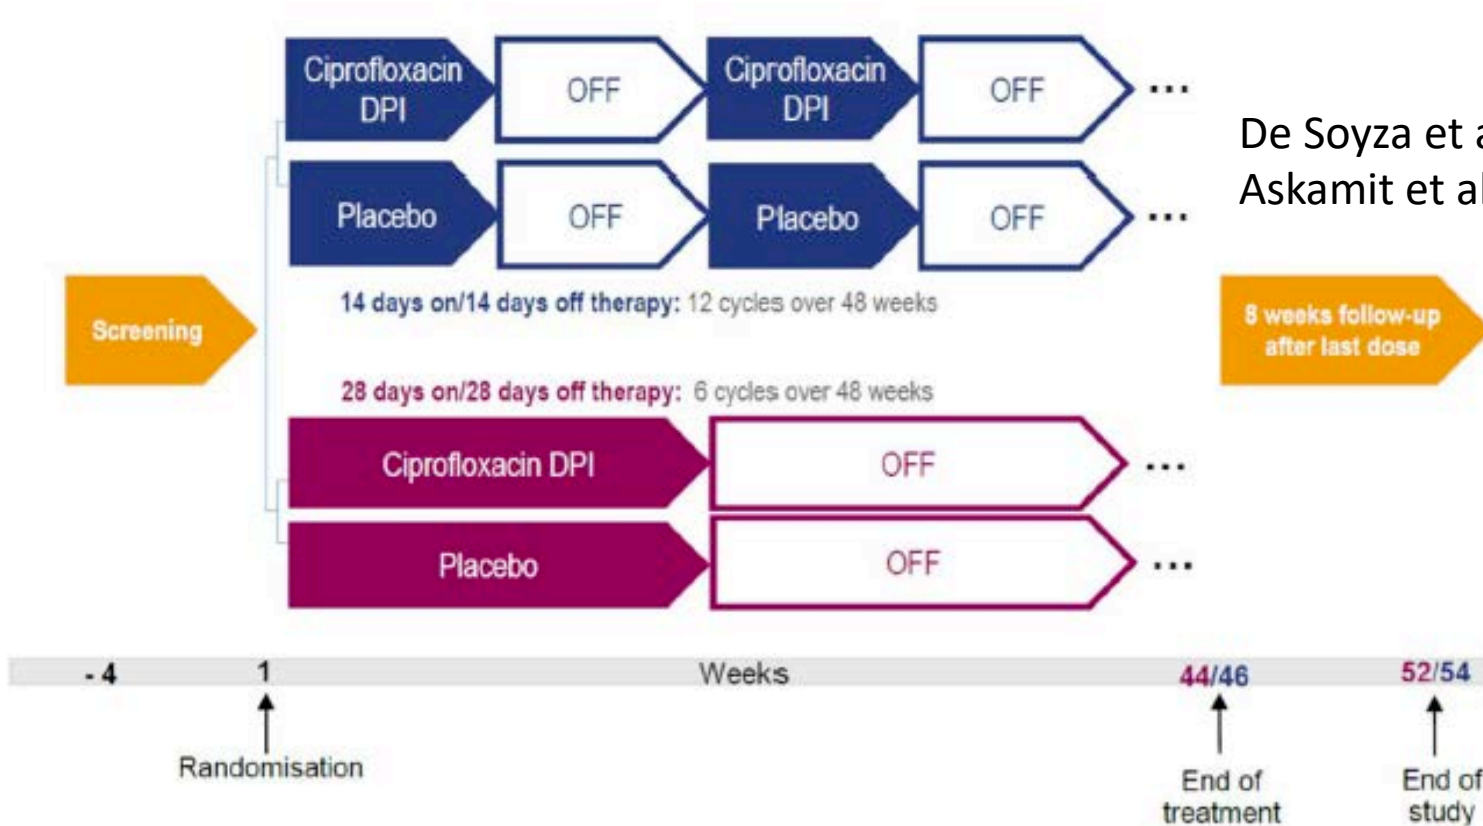 Ciprofloxacin
DPI
OFF
Ciprofloxacin
DPI
OFF
...
De Soyza et
Askamit et
Placebo
OFF
Placebo
OFF
...
14 days on/14 days off therapy: 12 cycles over 48 weeks
Screening
8 weeks follow-up
after last dose
28 days on/28 days off therapy: 6 cycles over 48 weeks
Ciprofloxacin DPI
OFF
...
Placebo
OFF
...
- 4
1
Weeks
44/46
52/54
Randomisation
End of
treatment
End of
study